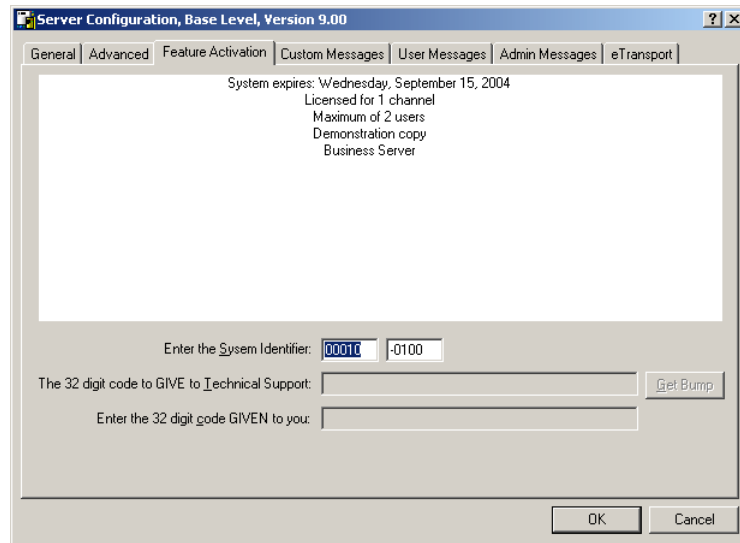 Server Configuration, Base Level, Version 9.00
General Advanced Feature Activation Custom Messages User Messages Admin Messages eTransport
System expires: Wednesday, September 15, 2004
Licensed for 1 channel
Maximum of 2 users
Demonstration copy
Business Server
Enter the Sysem Identifier: 00010 -0100
The 32 digit code to GIVE to Technical Support: Get Bump
Enter the 32 digit code GIVEN to you:
OK Cancel